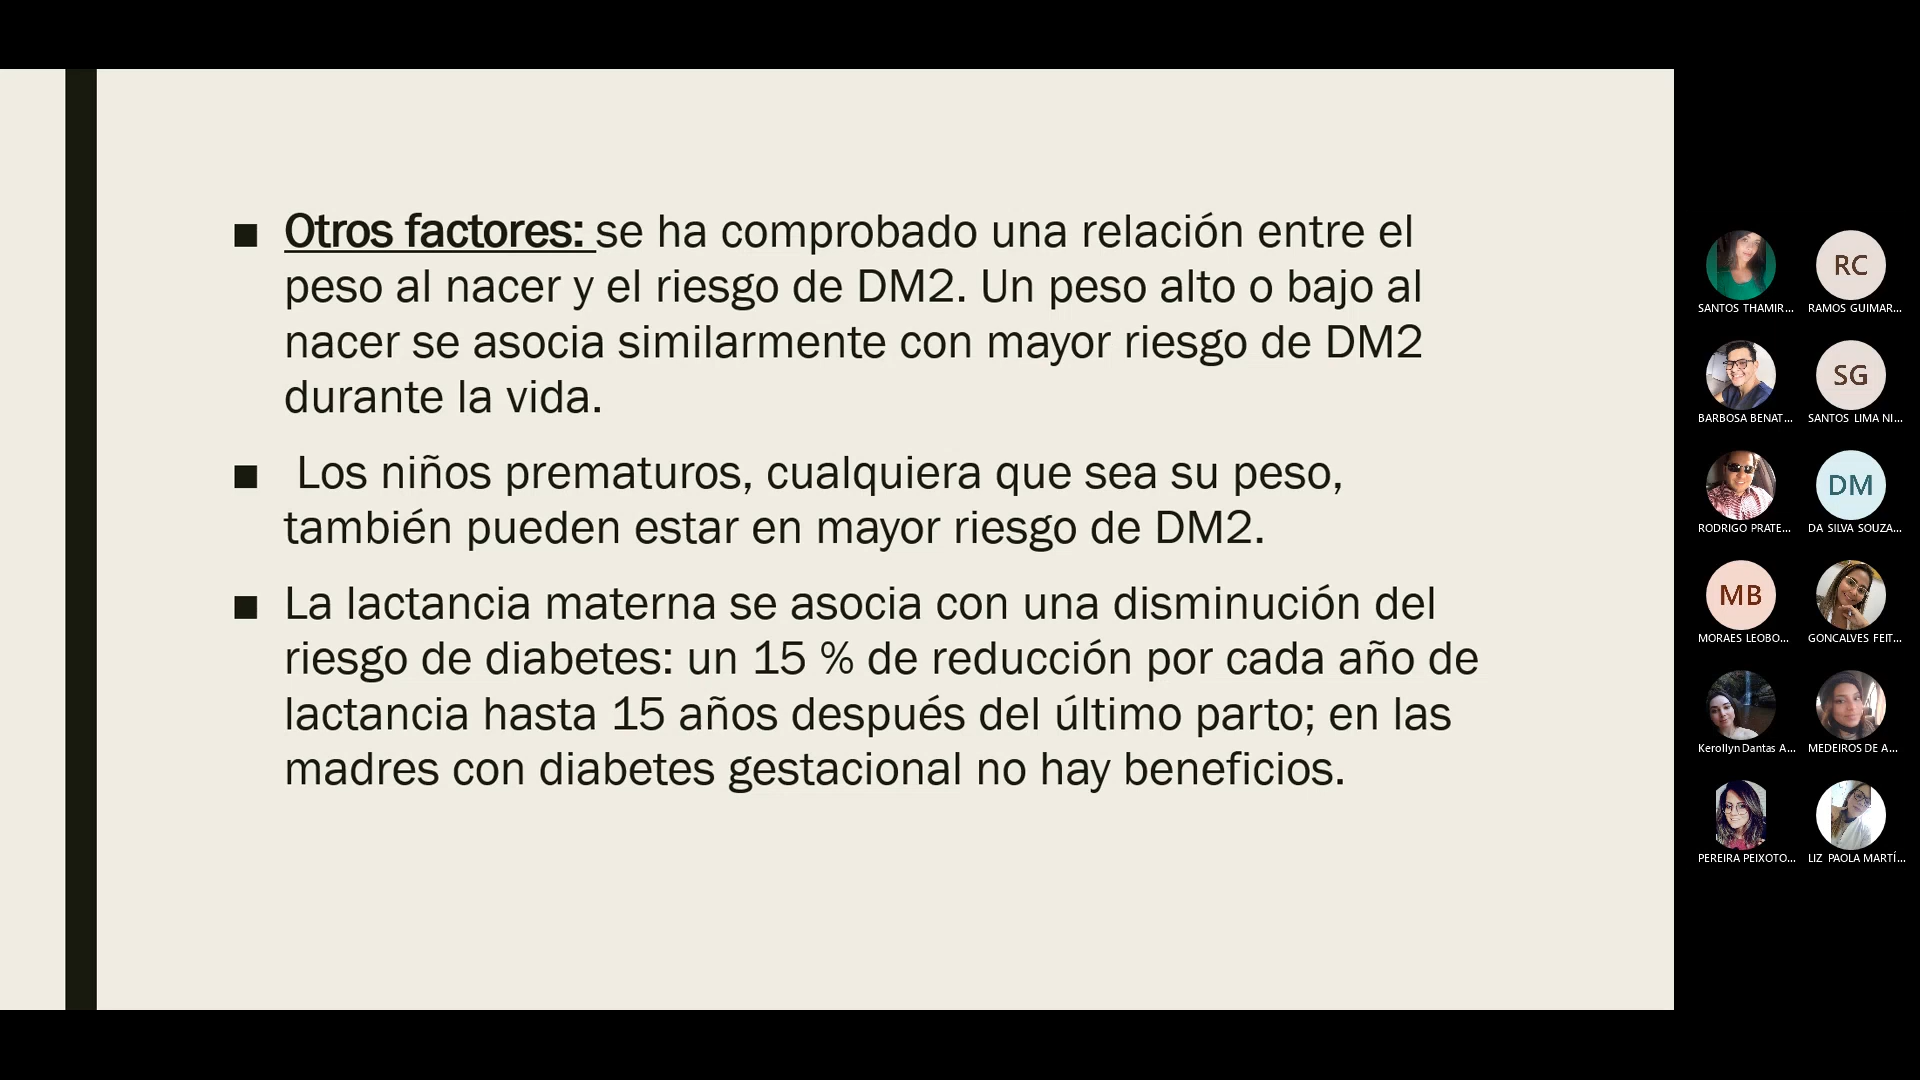 ■ Otros factores: se ha comprobado una relación entre el
peso al nacer y el riesgo de DM2. Un peso alto o bajo al
nacer se asocia similarmente con mayor riesgo de DM2
durante la vida.
■ Los niños prematuros, cualquiera que sea su peso,
también pueden estar en mayor riesgo de DM2.
■ La lactancia materna se asocia con una disminución del
riesgo de diabetes: un 15 % de reducción por cada año de
lactancia hasta 15 años después del último parto; en las
madres con diabetes gestacional no hay beneficios.
RC
SANTOS THAMIR... RAMOS GUIMAR...
SG
BARBOSA BENAT... SANTOS LIMA NI...
DM
RODRIGO PRATE... DA SILVA SOUZA...
MB
MORAES LEOBO... GONCALVES FEIT...
Kerollyn Dantas A... MEDEIROS DE A...
PEREIRA PEIXOTO... LIZ PAOLA MARTÍ...